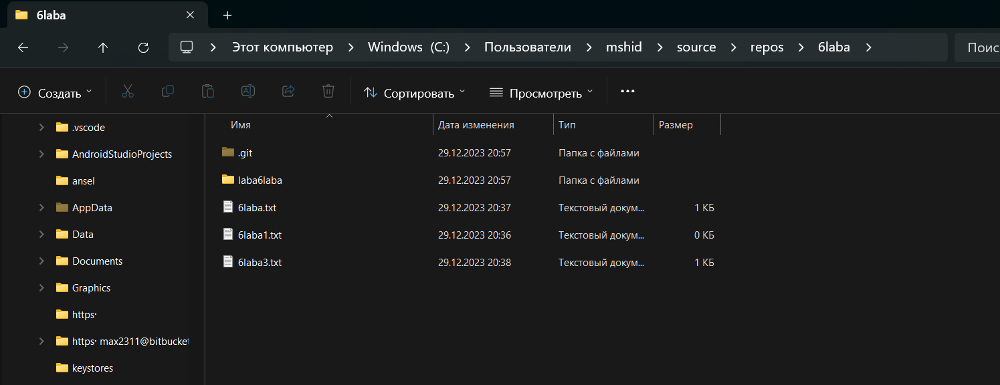 6laba
Этот компьютер Windows (C:) Пользователи mshid source repos 6laba Поис
Создать Сортировать Просмотреть
Имя Дата изменения Тип Размер
.vscode
AndroidStudioProjects
ansel
AppData
Data
Documents
Graphics
https·
https· max2311@bitbucket
keystores
.git 29.12.2023 20:57 Папка с файлами
laba6laba 29.12.2023 20:57 Папка с файлами
6laba.txt 29.12.2023 20:37 Текстовый докум... 1 КБ
6laba1.txt 29.12.2023 20:36 Текстовый докум... 0 КБ
6laba3.txt 29.12.2023 20:38 Текстовый докум... 1 КБ